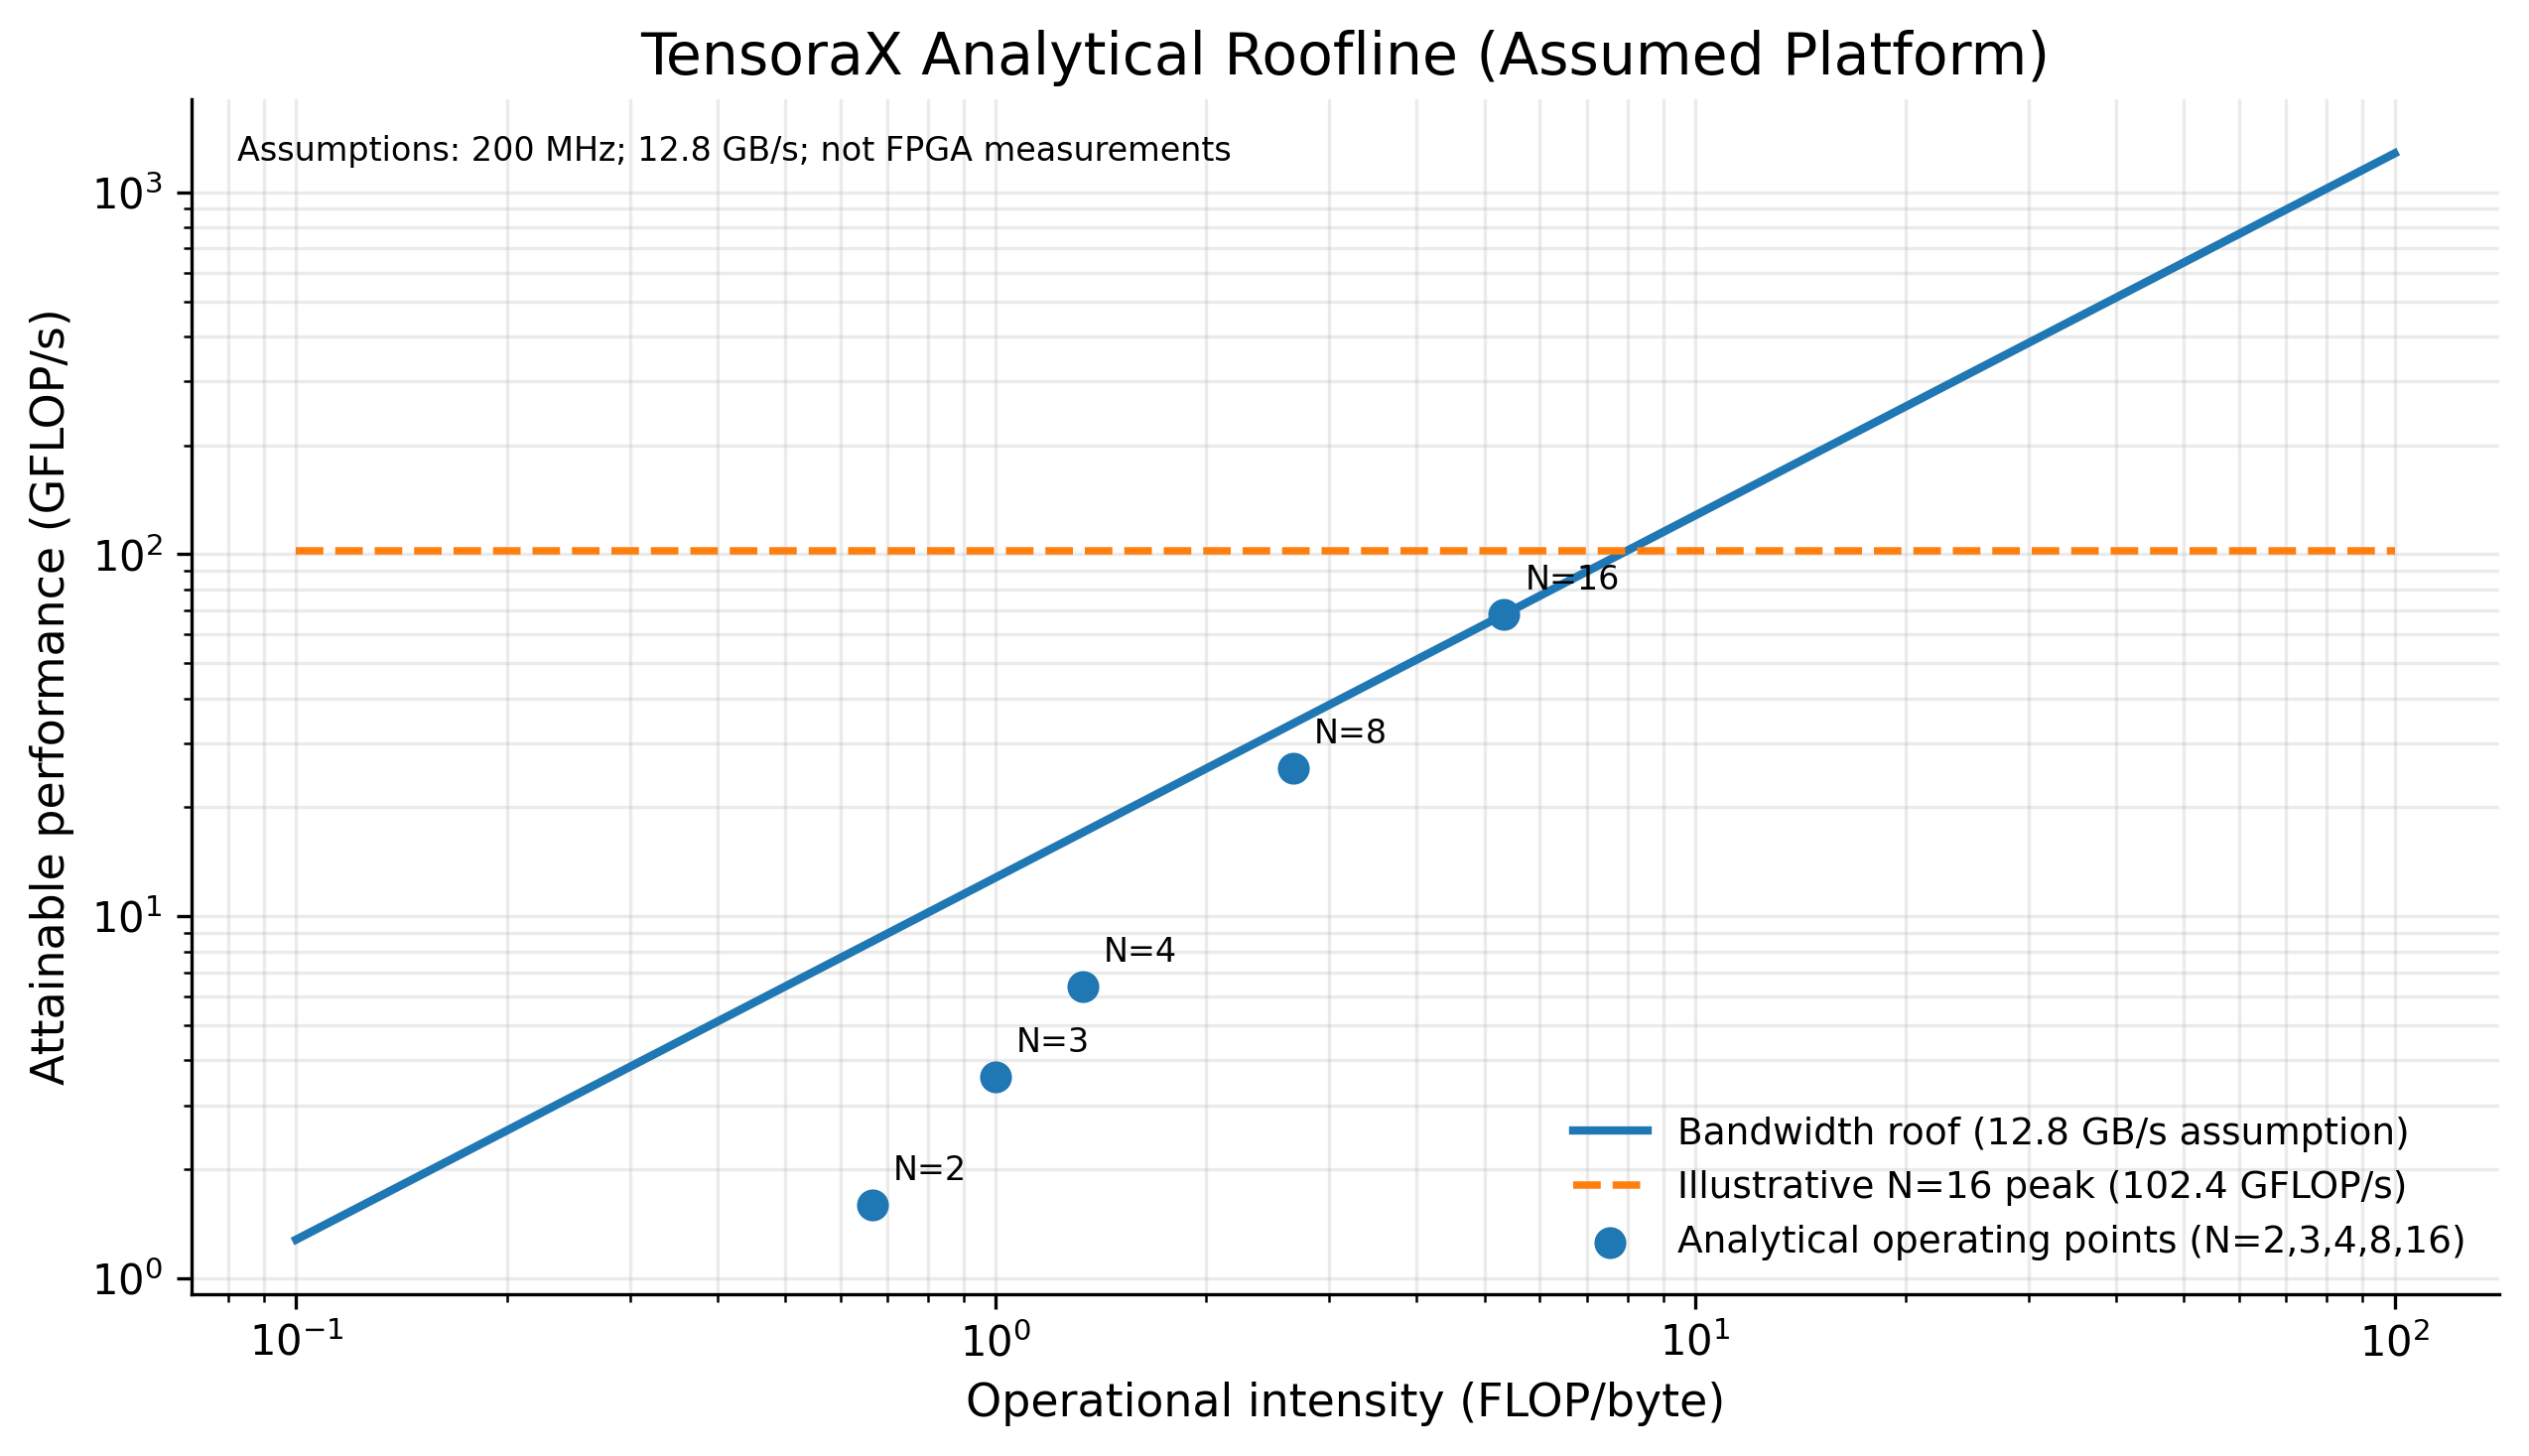 TensoraX Analytical Roofline (Assumed Platform)
Assumptions: 200 MHz; 12.8 GB/s; not FPGA measurements
Attainable performance (GFLOP/s)
10³
10²
10¹
10⁰
N=16
N=8
N=4
N=3
N=2
Bandwidth roof (12.8 GB/s assumption)
Illustrative N=16 peak (102.4 GFLOP/s)
Analytical operating points (N=2,3,4,8,16)
10⁻¹ 10⁰ 10¹ 10²
Operational intensity (FLOP/byte)